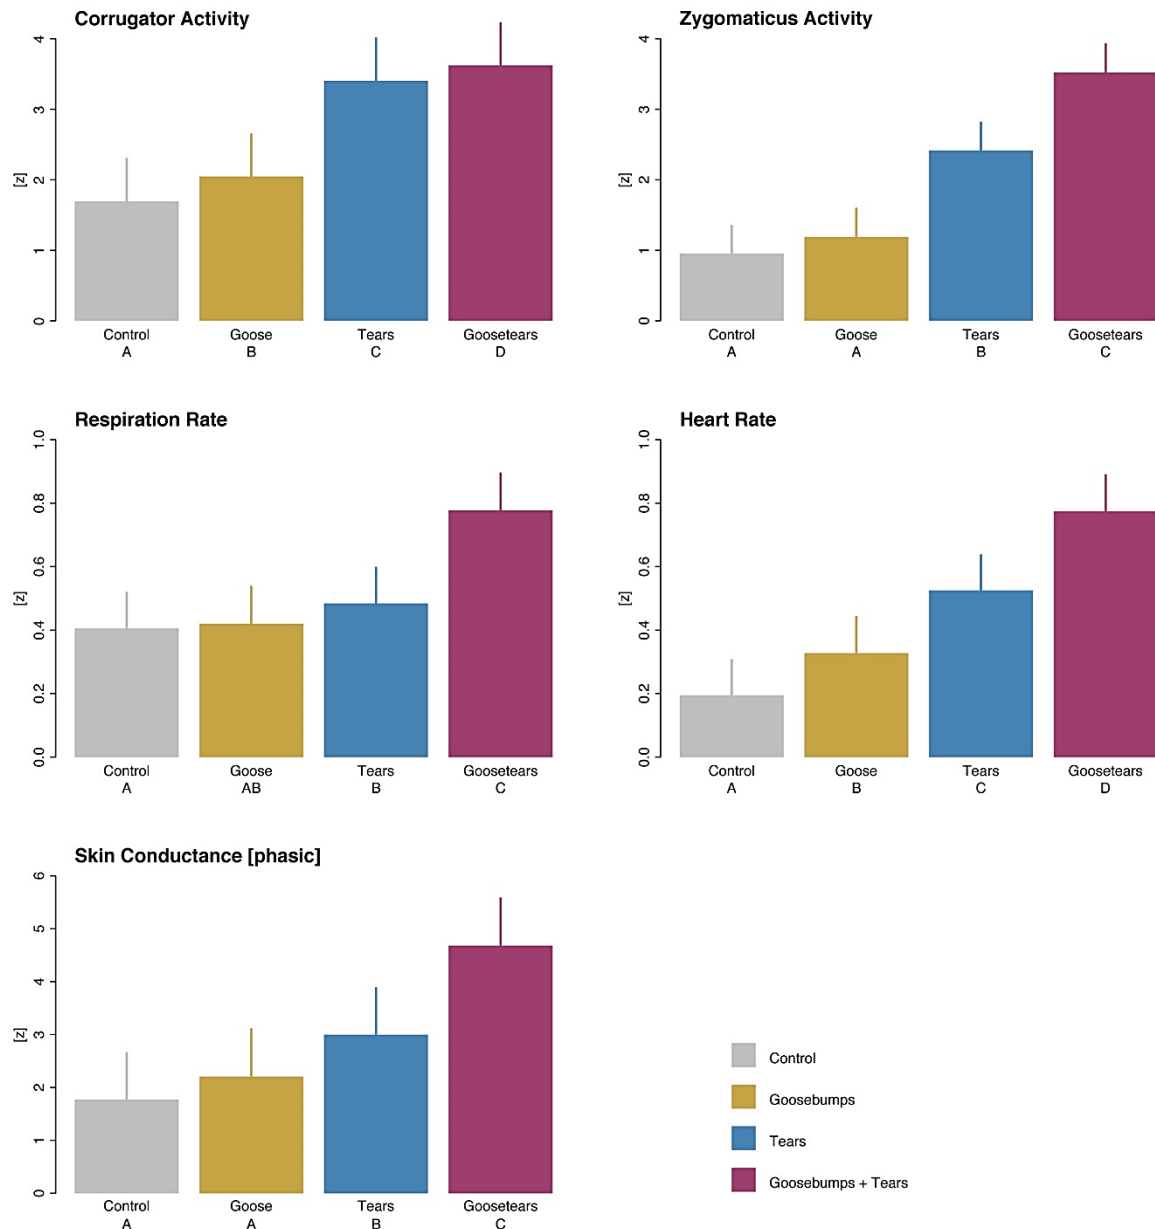 Corrugator Activity
[z]
4
3
2
1
0
Control Goose Tears Goosetears
A B C D
Zygomaticus Activity
[z]
4
3
2
1
0
Control Goose Tears Goosetears
A A B C
Respiration Rate
[z]
1.0
0.8
0.6
0.4
0.2
0.0
Control Goose Tears Goosetears
A AB B C
Heart Rate
[z]
1.0
0.8
0.6
0.4
0.2
0.0
Control Goose Tears Goosetears
A B C D
Skin Conductance [phasic]
[z]
6
5
4
3
2
1
0
Control Goose Tears Goosetears
A A B C
Control
Goosebumps
Tears
Goosebumps + Tears